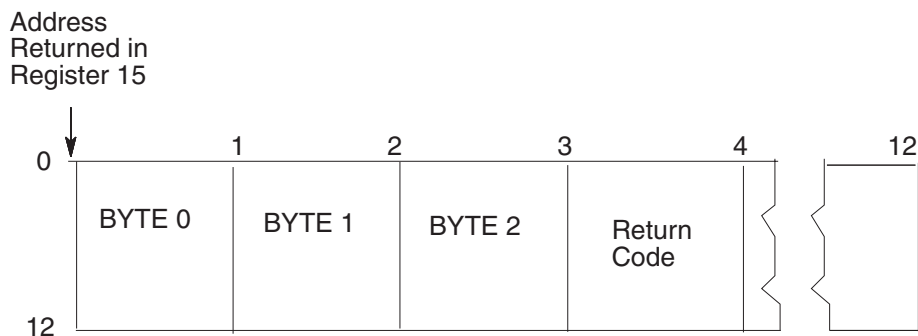 Address
Returned in
Register 15
0 1 2 3 4 12
BYTE 0 BYTE 1 BYTE 2 Return
Code
12